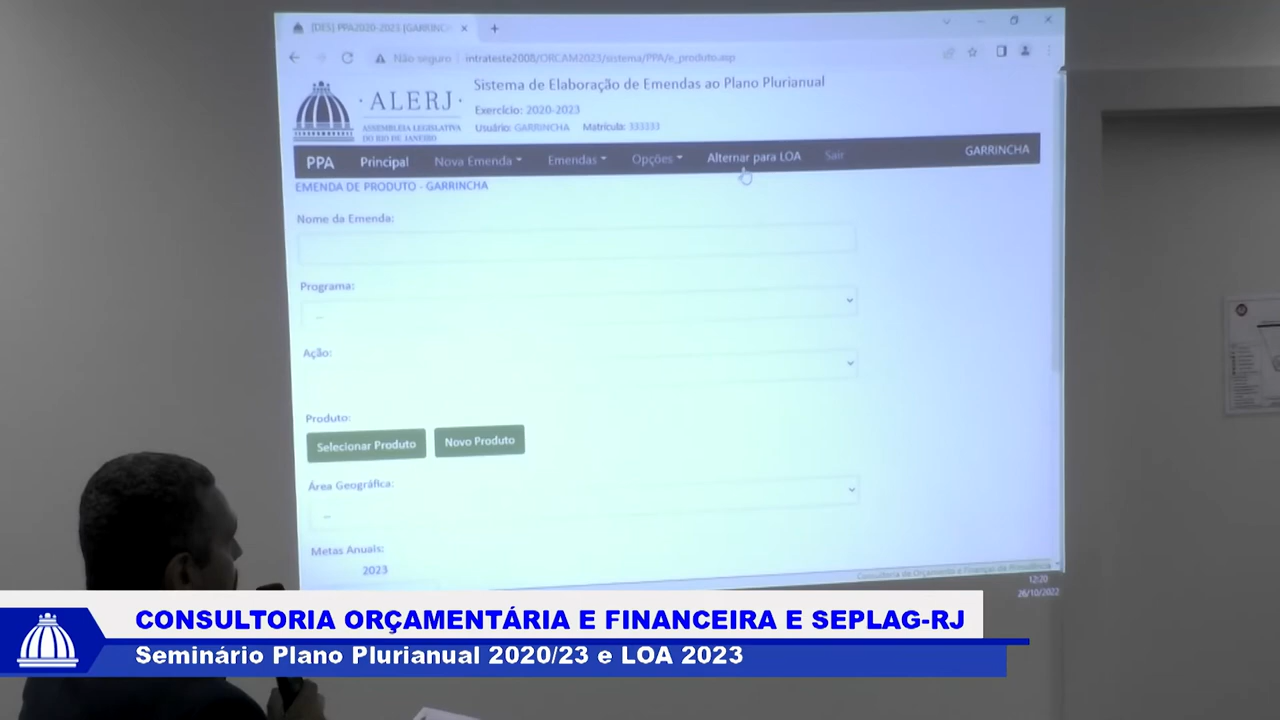 [DES] PPA2020-2023 [GARRINC
Não seguro | intrateste2008/ORCAM2023/sistema/PPA/e_produto.asp
Sistema de Elaboração de Emendas ao Plano Plurianual
ALERJ
ASSEMBLEIA LEGISLATIVA
DO RIO DE JANEIRO
Exercício: 2020-2023
Usuário: GARRINCHA Matrícula: 333333
PPA Principal Nova Emenda Emendas Opções Alternar para LOA Sair GARRINCHA
EMENDA DE PRODUTO - GARRINCHA
Nome da Emenda:
Programa:
...
Ação:
Produto:
Selecionar Produto Novo Produto
Área Geográfica:
...
Metas Anuais:
2023
12:20
26/10/2022
CONSULTORIA ORÇAMENTÁRIA E FINANCEIRA E SEPLAG-RJ
Seminário Plano Plurianual 2020/23 e LOA 2023